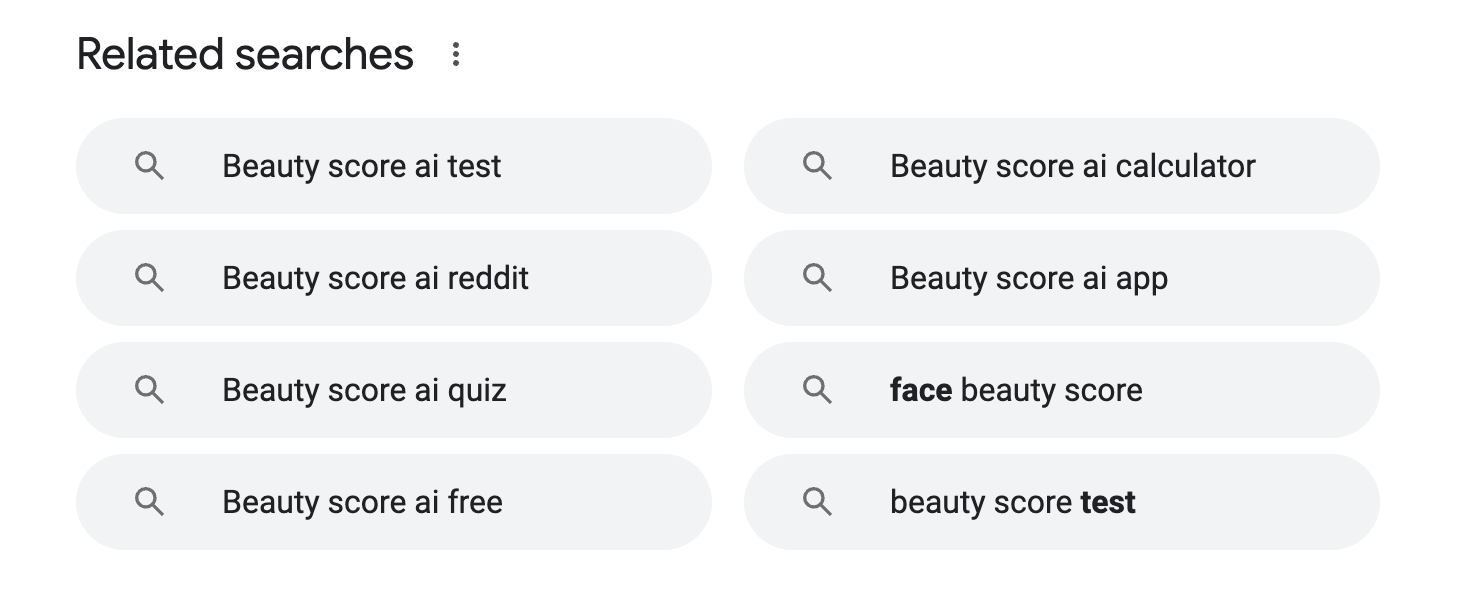 Related searches
Beauty score ai test
Beauty score ai calculator
Beauty score ai reddit
Beauty score ai app
Beauty score ai quiz
face beauty score
Beauty score ai free
beauty score test